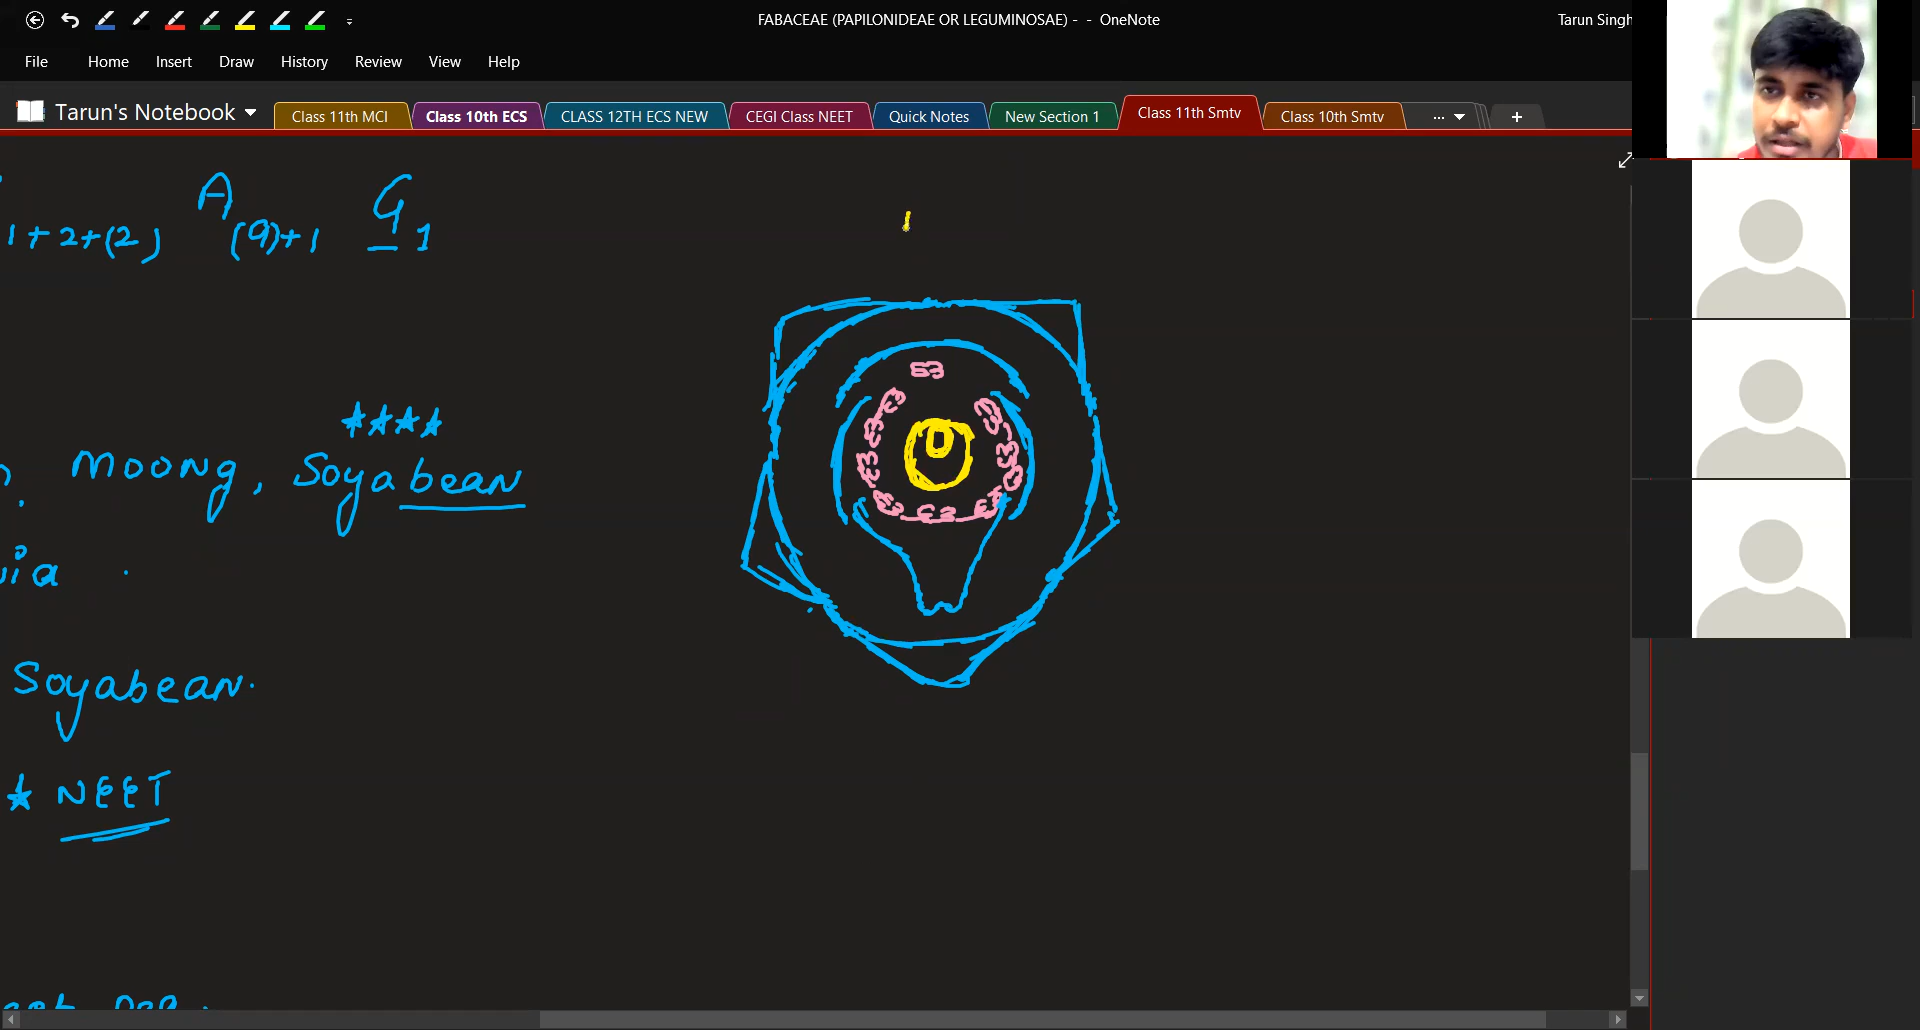 FABACEAE (PAPILONIDEAE OR LEGUMINOSAE) - - OneNote
Tarun Singh
File Home Insert Draw History Review View Help
Tarun's Notebook
Class 11th MCI Class 10th ECS CLASS 12TH ECS NEW CEGI Class NEET Quick Notes New Section 1 Class 11th Smtv Class 10th Smtv ... +
A G
1+2+(2) (9)+1 1
Moong, Soyabean
Soyabean.
NEET